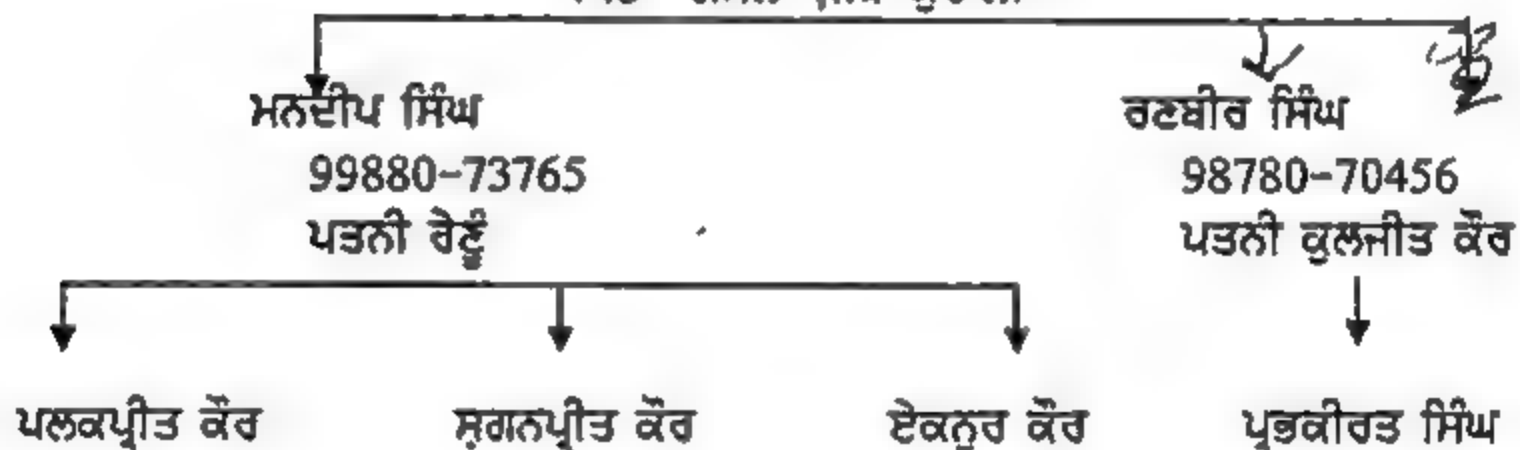 ਮਨਦੀਪ ਸਿੰਘ ਰਣਬੀਰ ਸਿੰਘ
99880-73765 98780-70456
ਪਤਨੀ ਰੇਣੂੰ ਪਤਨੀ ਕੁਲਜੀਤ ਕੌਰ
ਪਲਕਪ੍ਰੀਤ ਕੌਰ ਸ਼ਗਨਪ੍ਰੀਤ ਕੌਰ ਏਕਨੂਰ ਕੌਰ ਪ੍ਰਭਕੀਰਤ ਸਿੰਘ